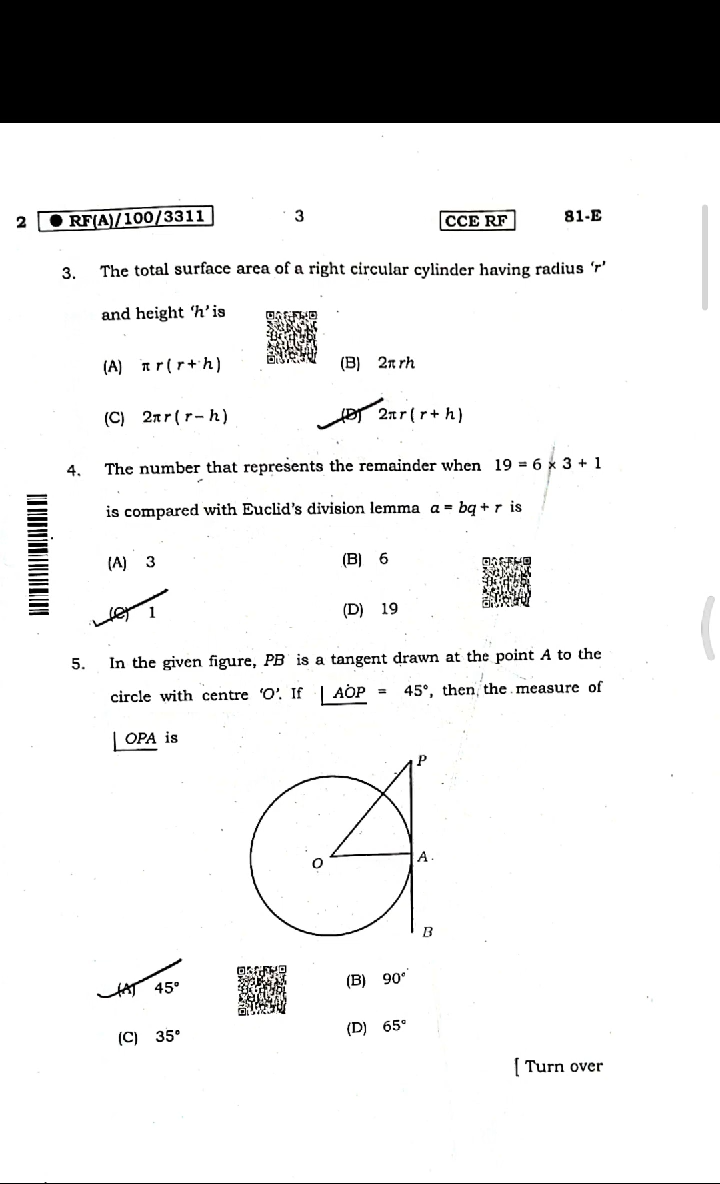 2 ● RF(A)/100/3311 3 CCE RF 81-E
3. The total surface area of a right circular cylinder having radius ‘r’
and height ‘h’ is
(A) π r ( r + h ) (B) 2π rh
(C) 2π r ( r – h ) (D) 2π r ( r + h )
4. The number that represents the remainder when 19 = 6 × 3 + 1
is compared with Euclid’s division lemma a = bq + r is
(A) 3 (B) 6
(C) 1 (D) 19
5. In the given figure, PB is a tangent drawn at the point A to the
circle with centre ‘O’. If ⌊AOP = 45°, then the measure of
⌊OPA is
P
O A
B
(A) 45° (B) 90°
(C) 35° (D) 65°
[ Turn over